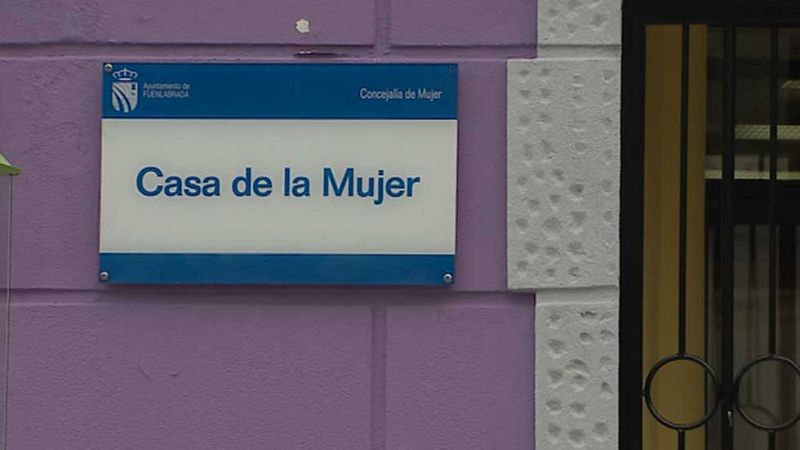 Ayuntamiento de
FUENLABRADA
Concejalía de Mujer
Casa de la Mujer